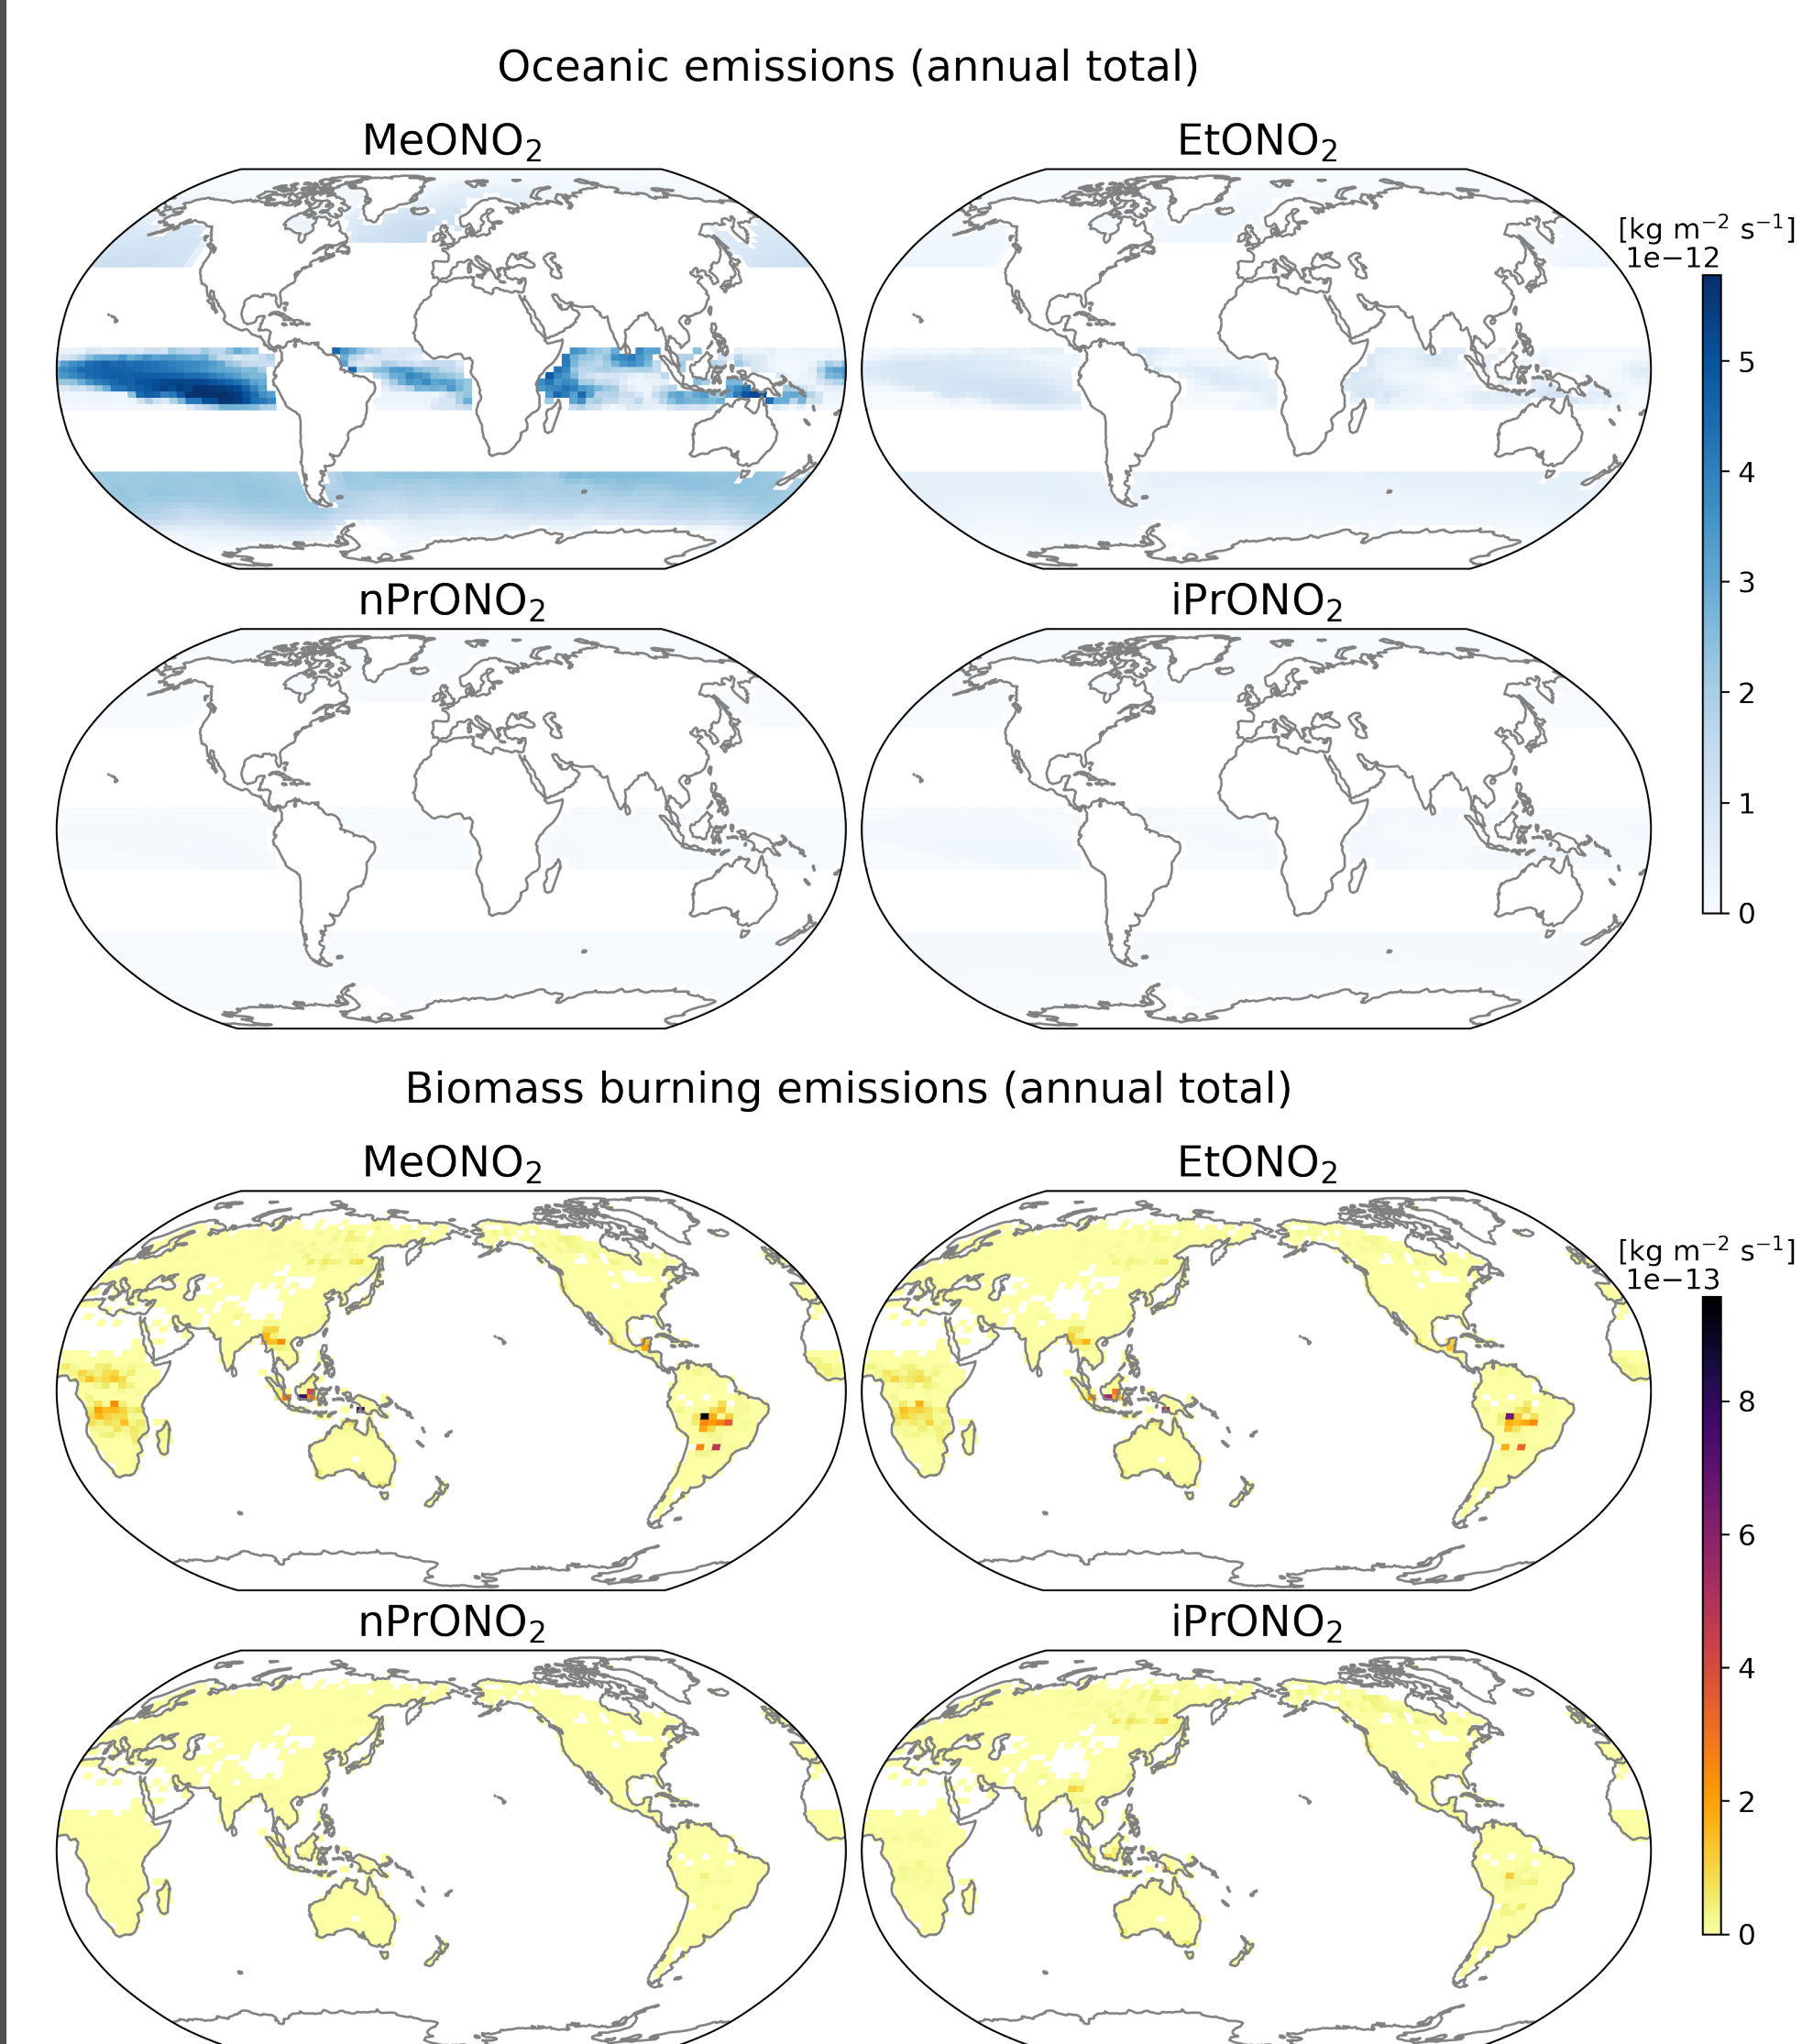 Oceanic emissions (annual total)
MeONO₂ EtONO₂
[kg m⁻² s⁻¹]
1e−12
5
4
3
2
1
0
nPrONO₂ iPrONO₂
Biomass burning emissions (annual total)
MeONO₂ EtONO₂
[kg m⁻² s⁻¹]
1e−13
8
6
4
2
0
nPrONO₂ iPrONO₂